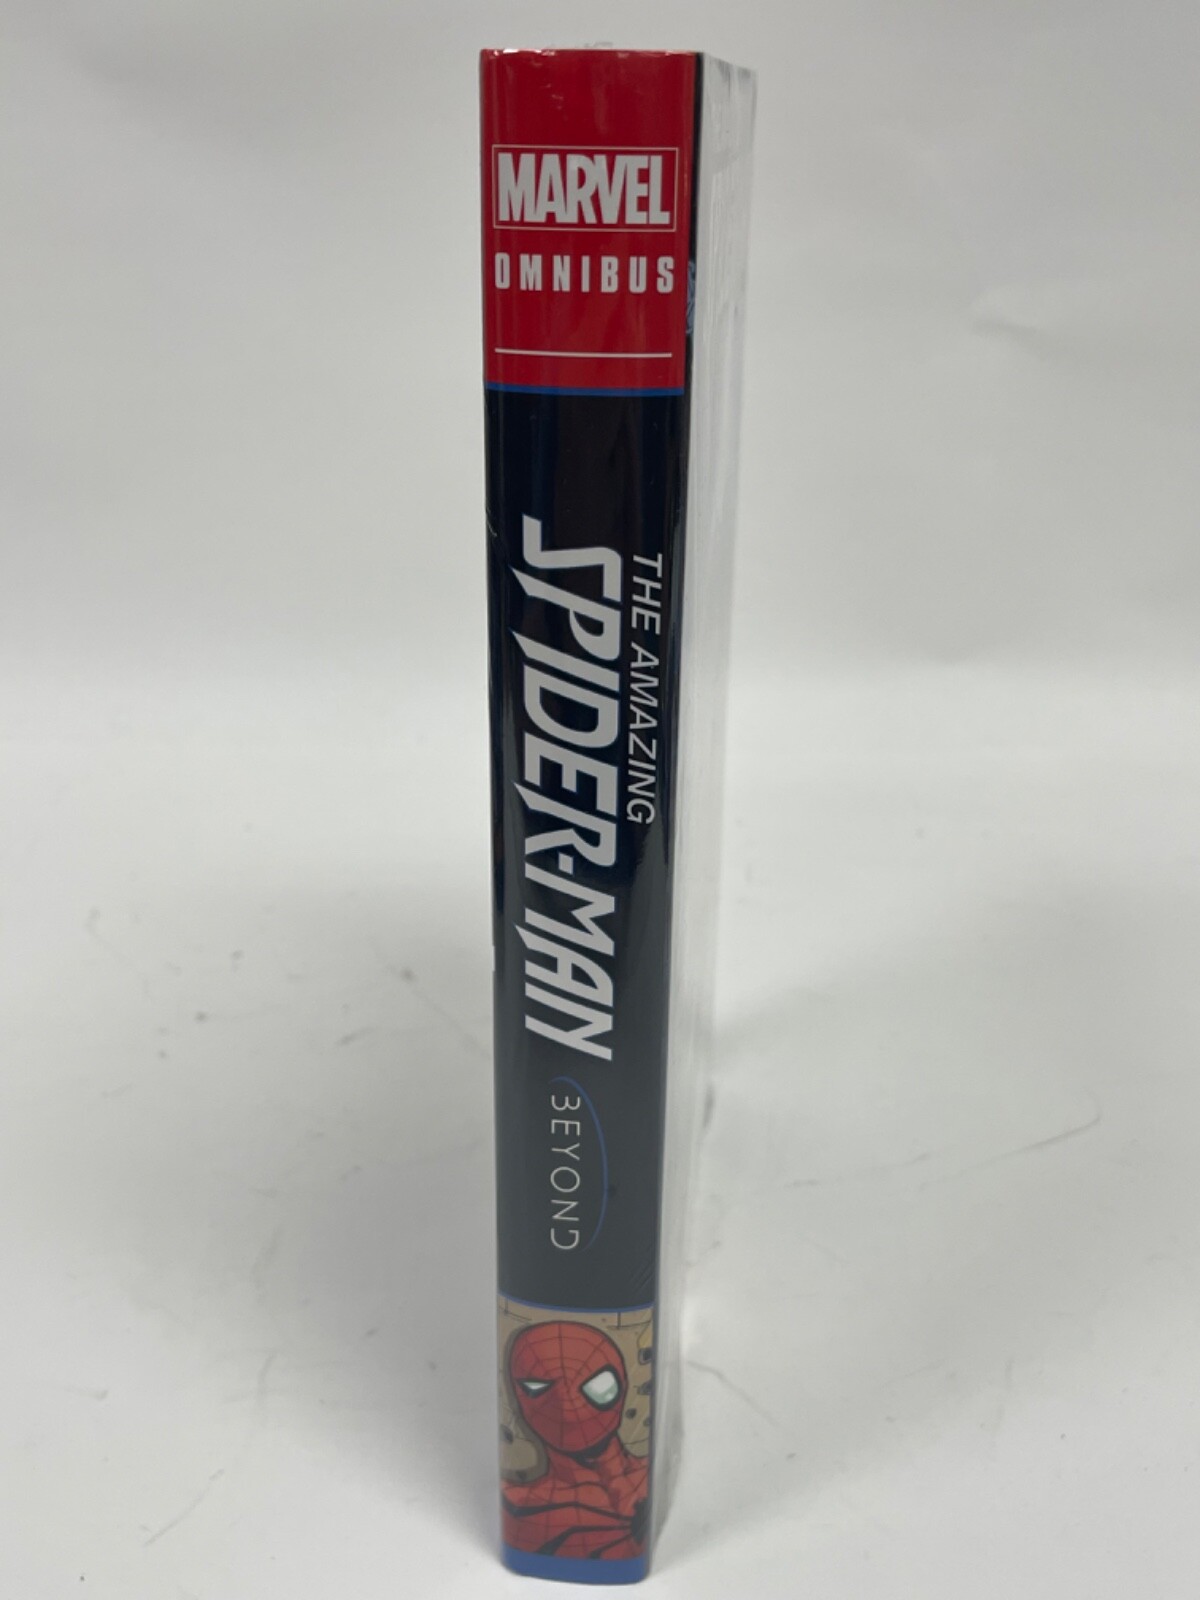 MARVEL
OMNIBUS
THE AMAZING
SPIDER-MAN
BEYOND